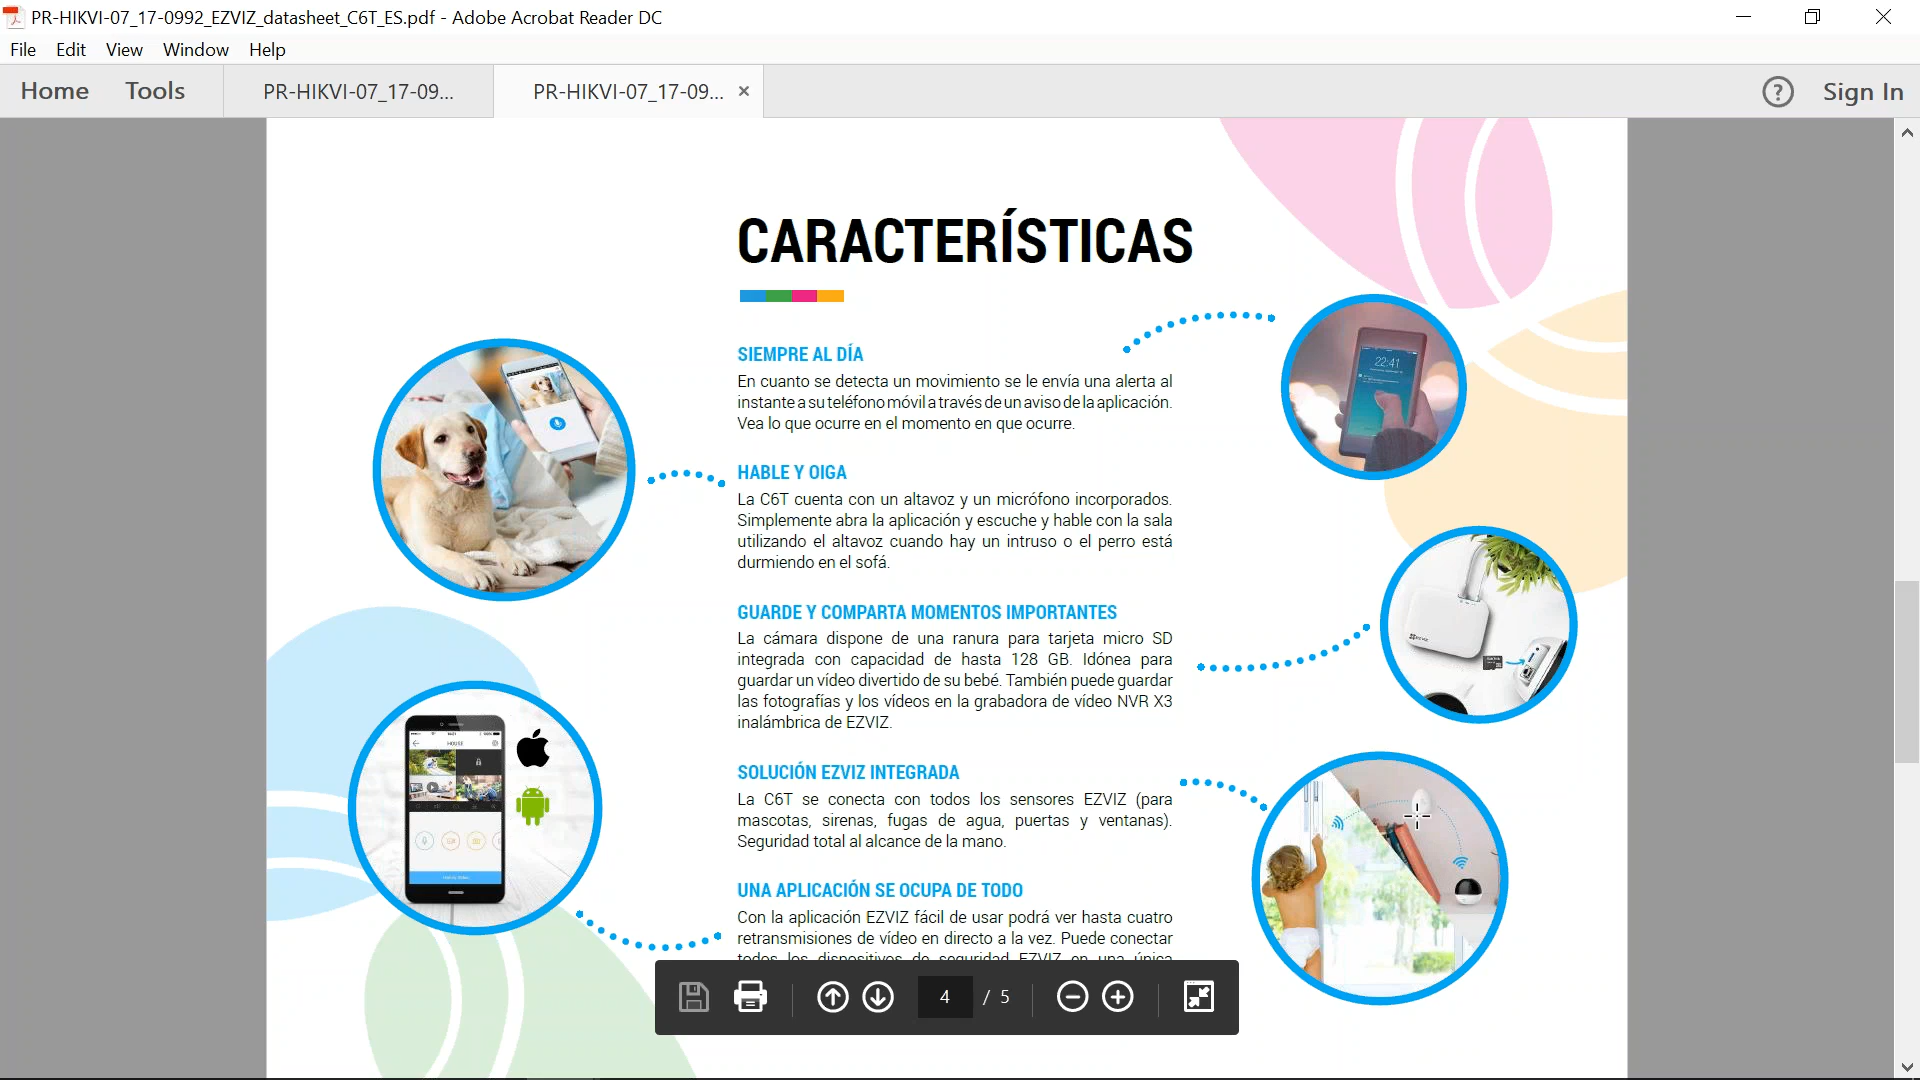 PR-HIKVI-07_17-0992_EZVIZ_datasheet_C6T_ES.pdf - Adobe Acrobat Reader DC
File Edit View Window Help
Home Tools PR-HIKVI-07_17-09... PR-HIKVI-07_17-09... × ? Sign In
CARACTERÍSTICAS
SIEMPRE AL DÍA
En cuanto se detecta un movimiento se le envía una alerta al
instante a su teléfono móvil a través de un aviso de la aplicación.
Vea lo que ocurre en el momento en que ocurre.
22:41
HABLE Y OIGA
La C6T cuenta con un altavoz y un micrófono incorporados.
Simplemente abra la aplicación y escuche y hable con la sala
utilizando el altavoz cuando hay un intruso o el perro está
durmiendo en el sofá.
GUARDE Y COMPARTA MOMENTOS IMPORTANTES
La cámara dispone de una ranura para tarjeta micro SD
integrada con capacidad de hasta 128 GB. Idónea para
guardar un vídeo divertido de su bebé. También puede guardar
las fotografías y los vídeos en la grabadora de vídeo NVR X3
inalámbrica de EZVIZ.
HOUSE
SOLUCIÓN EZVIZ INTEGRADA
La C6T se conecta con todos los sensores EZVIZ (para
mascotas, sirenas, fugas de agua, puertas y ventanas).
Seguridad total al alcance de la mano.
UNA APLICACIÓN SE OCUPA DE TODO
Con la aplicación EZVIZ fácil de usar podrá ver hasta cuatro
retransmisiones de vídeo en directo a la vez. Puede conectar
todos los dispositivos de seguridad EZVIZ en una única
4 / 5